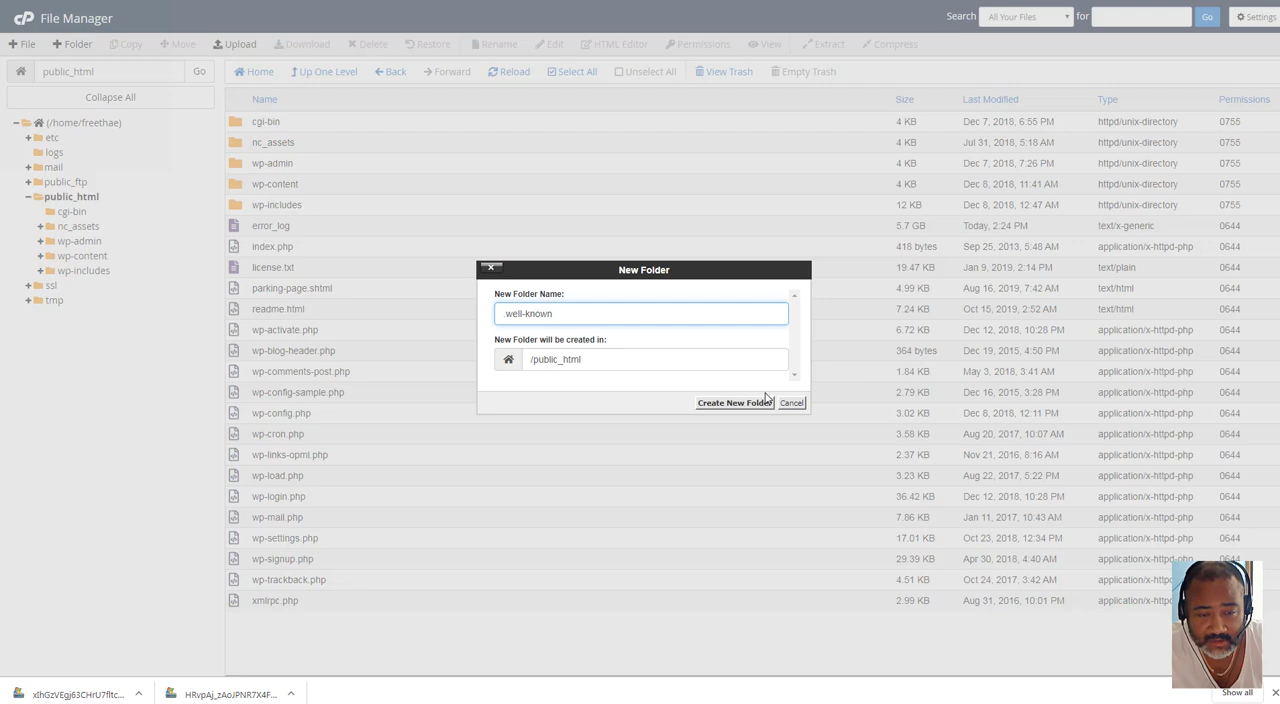 File Manager
Search All Your Files for Go Settings
File Folder Copy Move Upload Download Delete Restore Rename Edit HTML Editor Permissions View Extract Compress
public_html Go Home Up One Level Back Forward Reload Select All Unselect All View Trash Empty Trash
Collapse All
(/home/freethae)
etc
logs
mail
public_ftp
public_html
cgi-bin
nc_assets
wp-admin
wp-content
wp-includes
ssl
tmp
Name Size Last Modified Type Permissions
cgi-bin 4 KB Dec 7, 2018, 6:55 PM httpd/unix-directory 0755
nc_assets 4 KB Jul 31, 2018, 5:18 AM httpd/unix-directory 0755
wp-admin 4 KB Dec 7, 2018, 7:26 PM httpd/unix-directory 0755
wp-content 4 KB Dec 8, 2018, 11:41 AM httpd/unix-directory 0755
wp-includes 12 KB Dec 8, 2018, 12:47 AM httpd/unix-directory 0755
error_log 5.7 GB Today, 2:24 PM text/x-generic 0644
index.php 418 bytes Sep 25, 2013, 5:48 AM application/x-httpd-php 0644
license.txt 19.47 KB Jan 9, 2019, 2:14 PM text/plain 0644
parking-page.shtml 4.99 KB Aug 16, 2019, 7:42 PM text/html 0644
readme.html 7.24 KB Oct 15, 2019, 2:52 AM text/html 0644
wp-activate.php 6.72 KB Dec 12, 2018, 10:28 PM application/x-httpd-php 0644
wp-blog-header.php 364 bytes Dec 19, 2015, 4:50 PM application/x-httpd-php 0644
wp-comments-post.php 1.84 KB May 3, 2018, 3:41 AM application/x-httpd-php 0644
wp-config-sample.php 2.79 KB Dec 16, 2015, 3:28 PM application/x-httpd-php 0644
wp-config.php 3.02 KB Dec 8, 2018, 12:11 PM application/x-httpd-php 0644
wp-cron.php 3.58 KB Aug 20, 2017, 10:07 AM application/x-httpd-php 0644
wp-links-opml.php 2.37 KB Nov 21, 2016, 8:16 AM application/x-httpd-php 0644
wp-load.php 3.23 KB Aug 22, 2017, 5:22 PM application/x-httpd-php 0644
wp-login.php 36.42 KB Dec 12, 2018, 10:28 PM application/x-httpd-php 0644
wp-mail.php 7.86 KB Jan 11, 2017, 10:43 AM application/x-httpd-php 0644
wp-settings.php 17.01 KB Oct 23, 2018, 12:34 PM application/x-httpd-php 0644
wp-signup.php 29.39 KB Apr 30, 2018, 4:40 AM application/x-httpd-php 0644
wp-trackback.php 4.51 KB Oct 24, 2017, 3:42 AM
xmlrpc.php 2.99 KB Aug 31, 2016, 10:01 PM
New Folder
New Folder Name:
.well-known
New Folder will be created in:
/public_html
Create New Folder Cancel
Show all